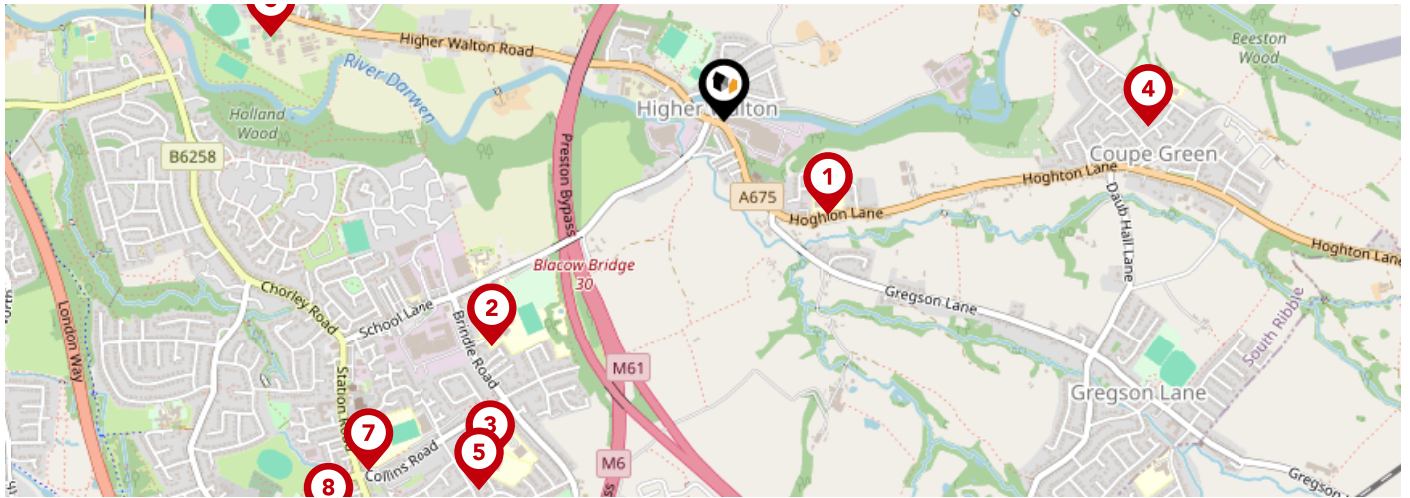 Higher Walton Road
River Darwen
Holland
Wood
B6258
Preston Bypass
Higher Walton
Beeston
Wood
4
Coupe Green
1
A675
Hoghton Lane
Hoghton Lane
Hoghton Lane
Daub Hall Lane
Blacow Bridge
30
Chorley Road
School Lane
2
Brindle Road
Gregson Lane
South Ribble
London Way
Station Road
M61
Gregson Lane
3
7
5
Collins Road
M6
8